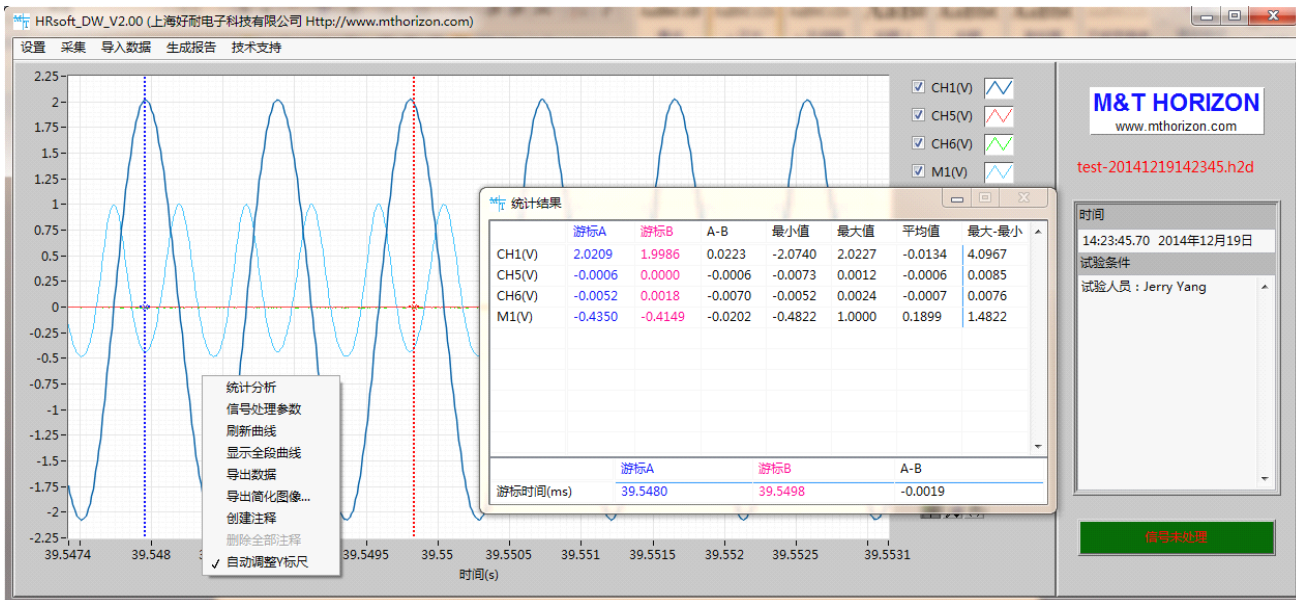 HRsoft_DW_V2.00 (上海好耐电子科技有限公司 Http://www.mthorizon.com)
设置 采集 导入数据 生成报告 技术支持
2.25
2
1.75
1.5
1.25
1
0.75
0.5
0.25
0
-0.25
-0.5
-0.75
-1
-1.25
-1.5
-1.75
-2
-2.25
39.5474 39.548 39.5495 39.55 39.5505 39.551 39.5515 39.552 39.5525 39.5531
时间(s)
CH1(V)
CH5(V)
CH6(V)
M1(V)
统计分析
信号处理参数
刷新曲线
显示全段曲线
导出数据
导出简化图像...
创建注释
删除全部注释
✓ 自动调整Y标尺
统计结果
游标A 游标B A-B 最小值 最大值 平均值 最大-最小
CH1(V) 2.0209 1.9986 0.0223 -2.0740 2.0227 -0.0134 4.0967
CH5(V) -0.0006 0.0000 -0.0006 -0.0073 0.0012 -0.0006 0.0085
CH6(V) -0.0052 0.0018 -0.0070 -0.0052 0.0024 -0.0007 0.0076
M1(V) -0.4350 -0.4149 -0.0202 -0.4822 1.0000 0.1899 1.4822
游标A 游标B A-B
游标时间(ms) 39.5480 39.5498 -0.0019
M&T HORIZON
www.mthorizon.com
test-20141219142345.h2d
时间
14:23:45.70 2014年12月19日
试验条件
试验人员：Jerry Yang
信号未处理